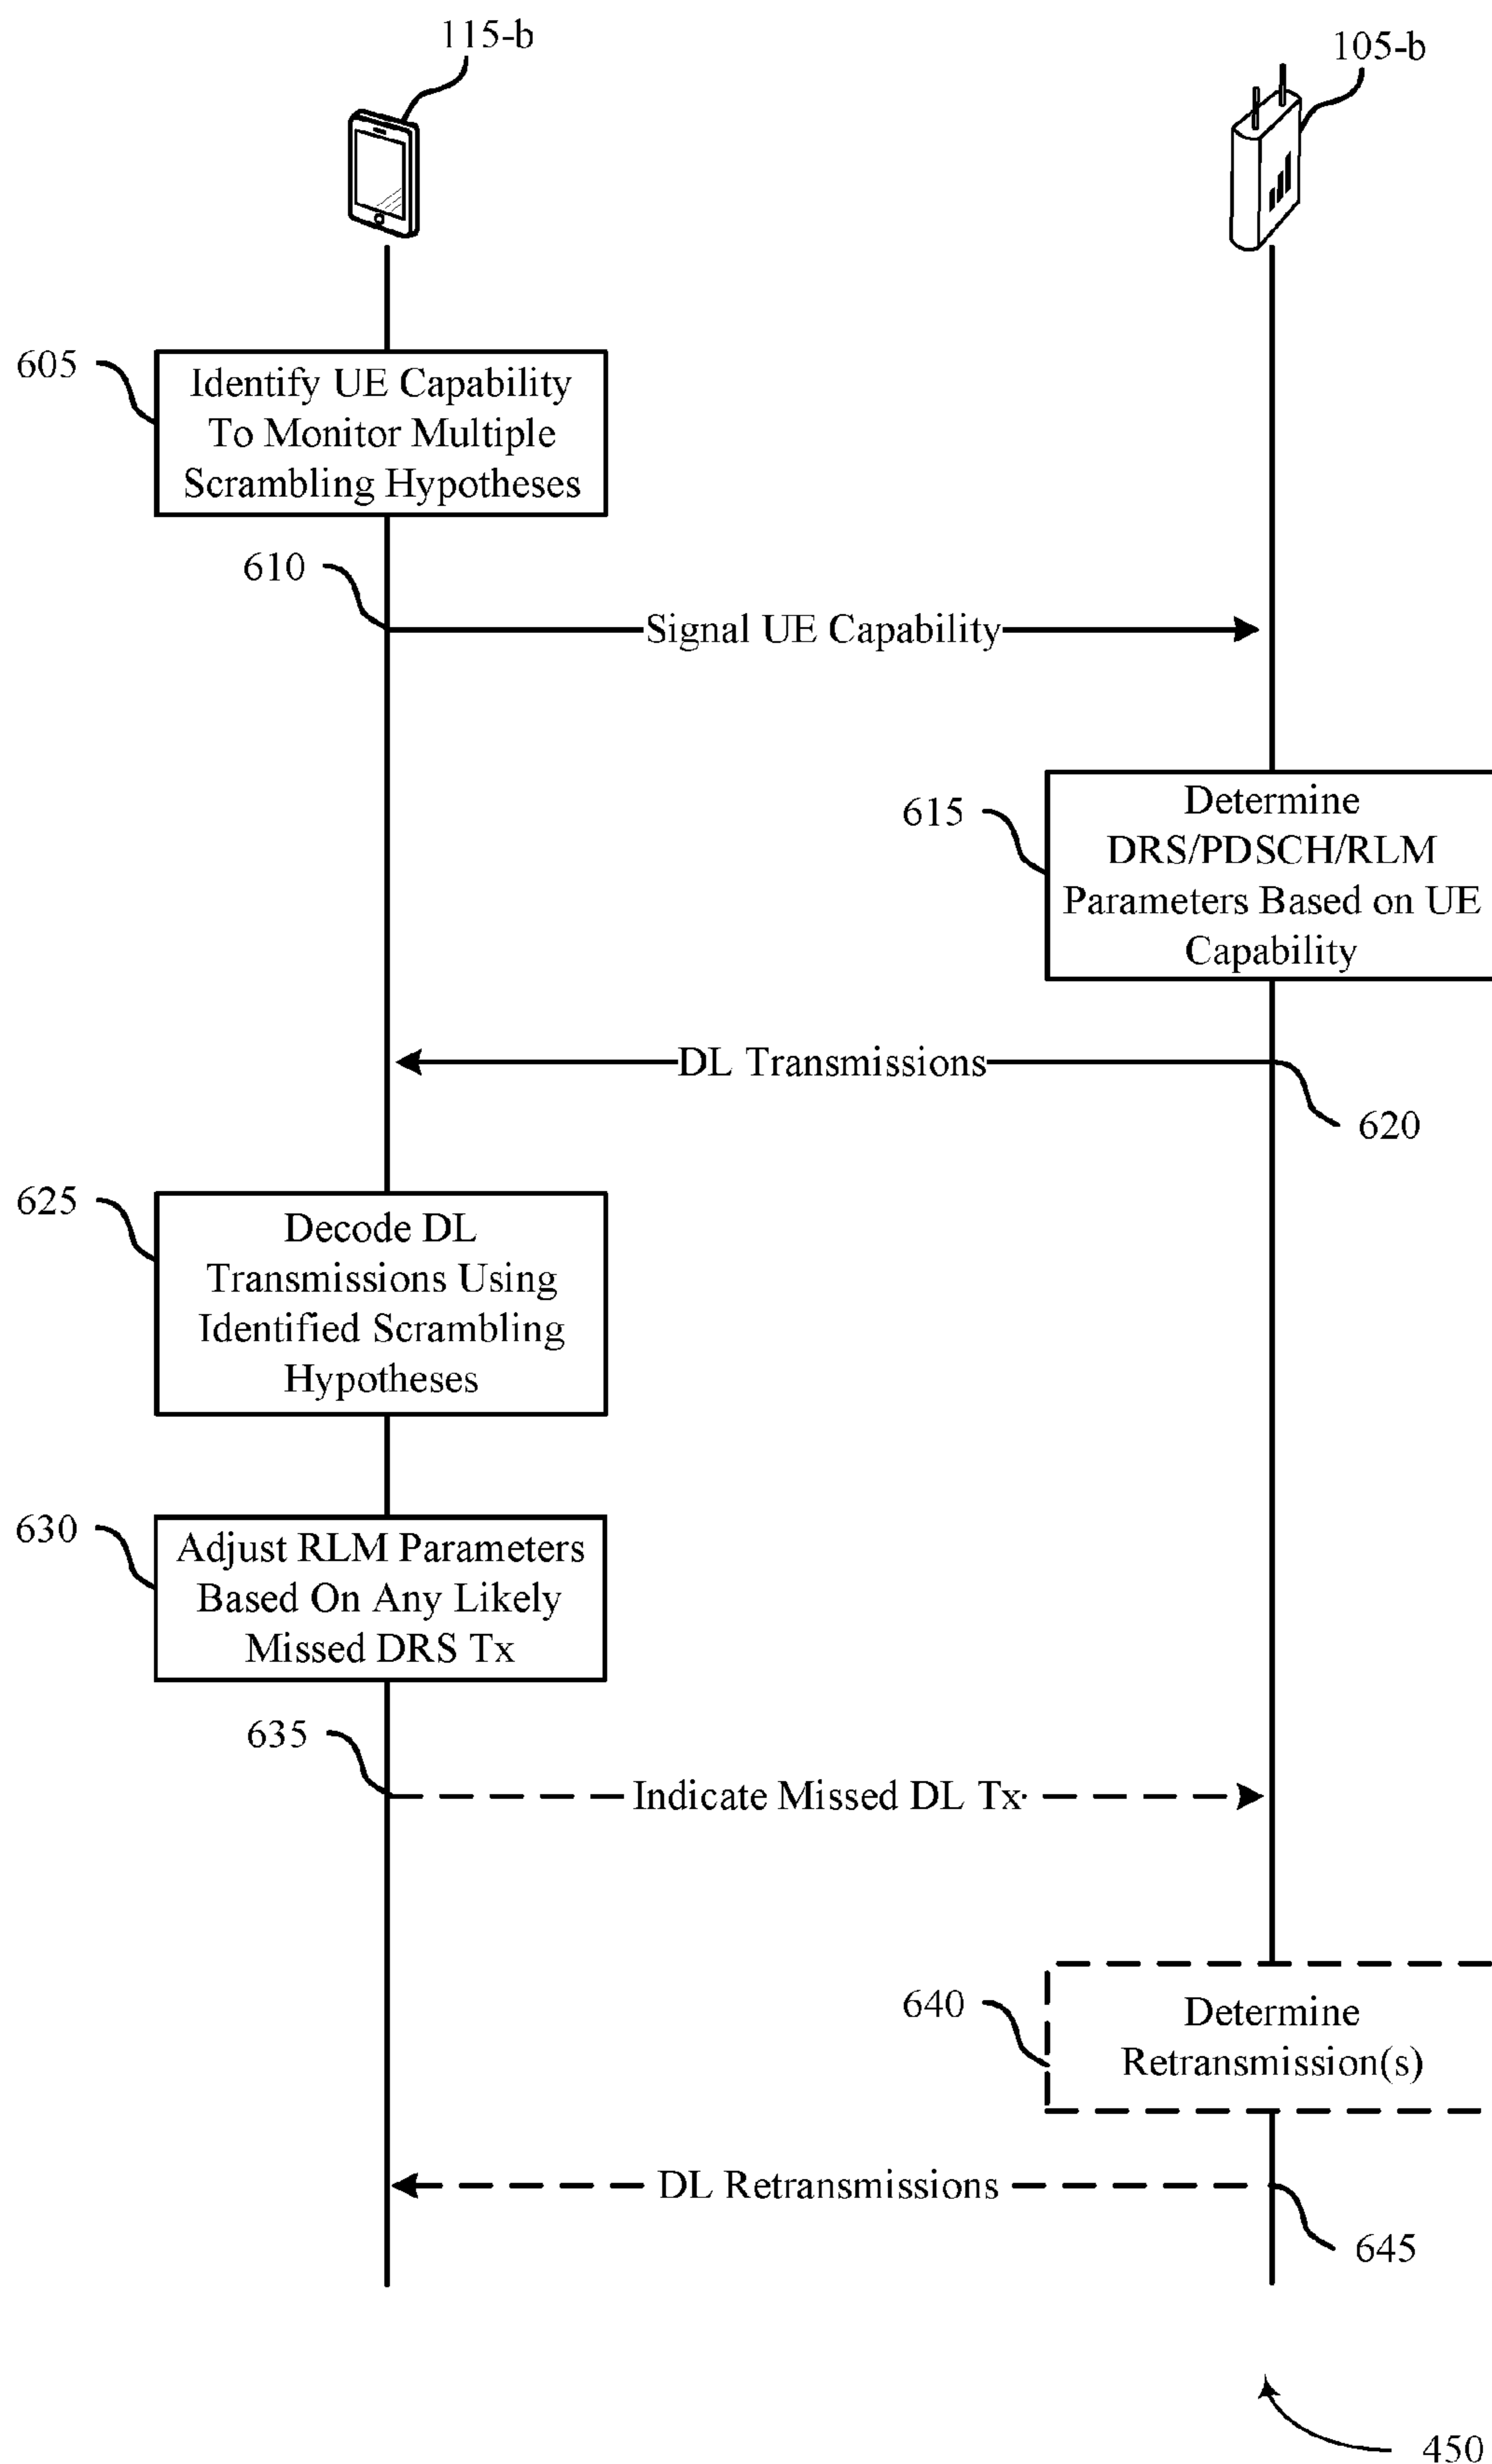 115-b
105-b
605
Identify UE Capability
To Monitor Multiple
Scrambling Hypotheses
610
Signal UE Capability
615
Determine
DRS/PDSCH/RLM
Parameters Based on UE
Capability
DL Transmissions
620
625
Decode DL
Transmissions Using
Identified Scrambling
Hypotheses
630
Adjust RLM Parameters
Based On Any Likely
Missed DRS Tx
635
Indicate Missed DL Tx
640
Determine
Retransmission(s)
DL Retransmissions
645
450